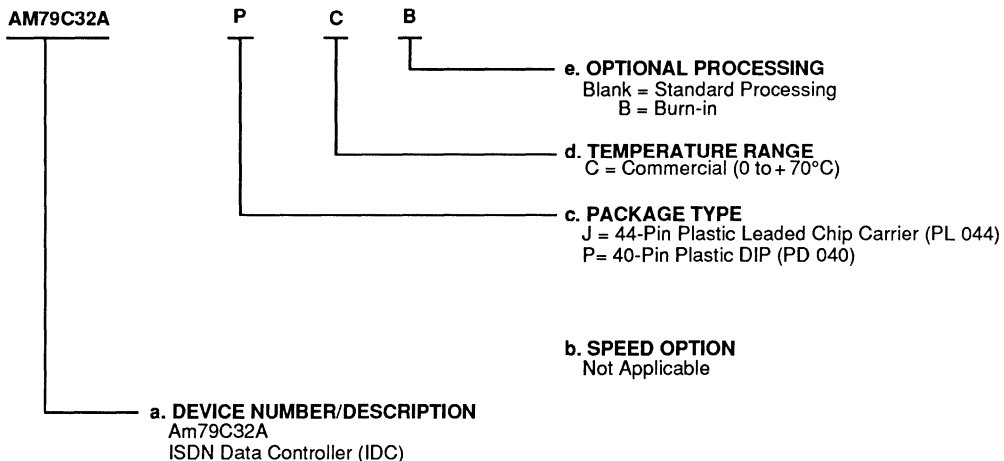 AM79C32A P C B
e. OPTIONAL PROCESSING
Blank = Standard Processing
B = Burn-in
d. TEMPERATURE RANGE
C = Commercial (0 to + 70°C)
c. PACKAGE TYPE
J = 44-Pin Plastic Leaded Chip Carrier (PL 044)
P= 40-Pin Plastic DIP (PD 040)
b. SPEED OPTION
Not Applicable
a. DEVICE NUMBER/DESCRIPTION
Am79C32A
ISDN Data Controller (IDC)